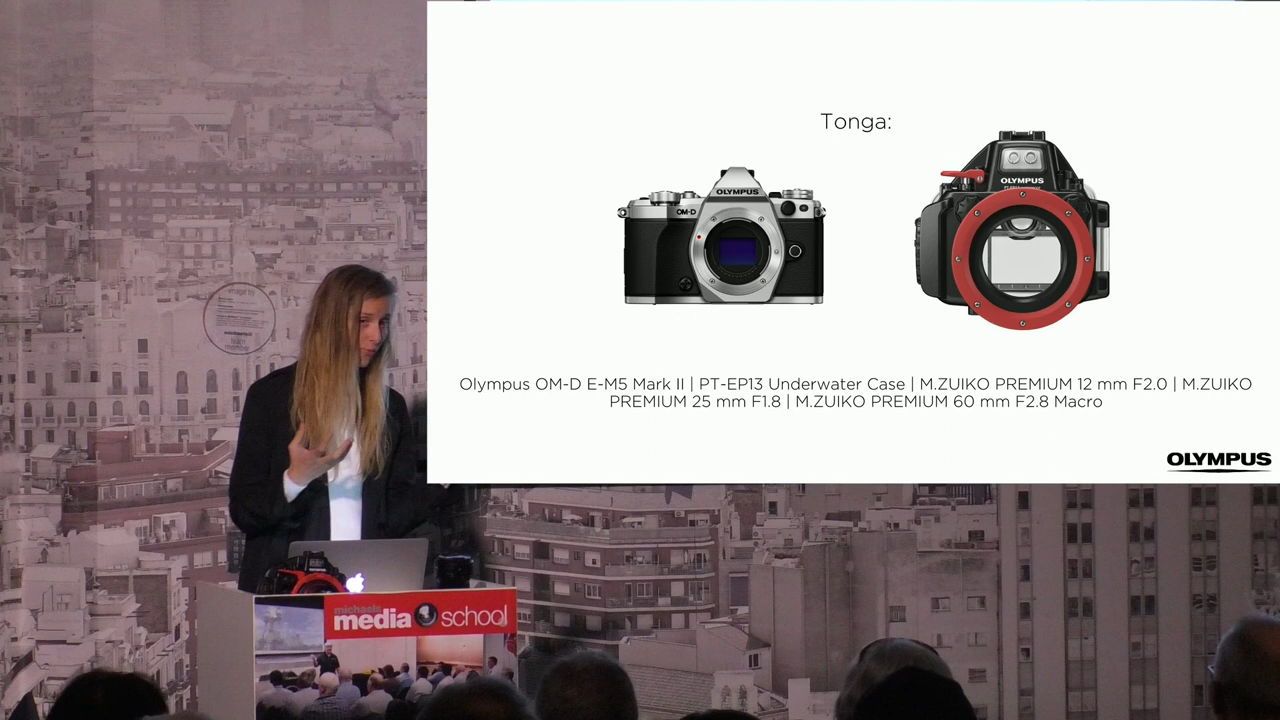 Tonga:
OLYMPUS
OM-D
OLYMPUS
Olympus OM-D E-M5 Mark II | PT-EP13 Underwater Case | M.ZUIKO PREMIUM 12 mm F2.0 | M.ZUIKO
PREMIUM 25 mm F1.8 | M.ZUIKO PREMIUM 60 mm F2.8 Macro
OLYMPUS
michaels
media school